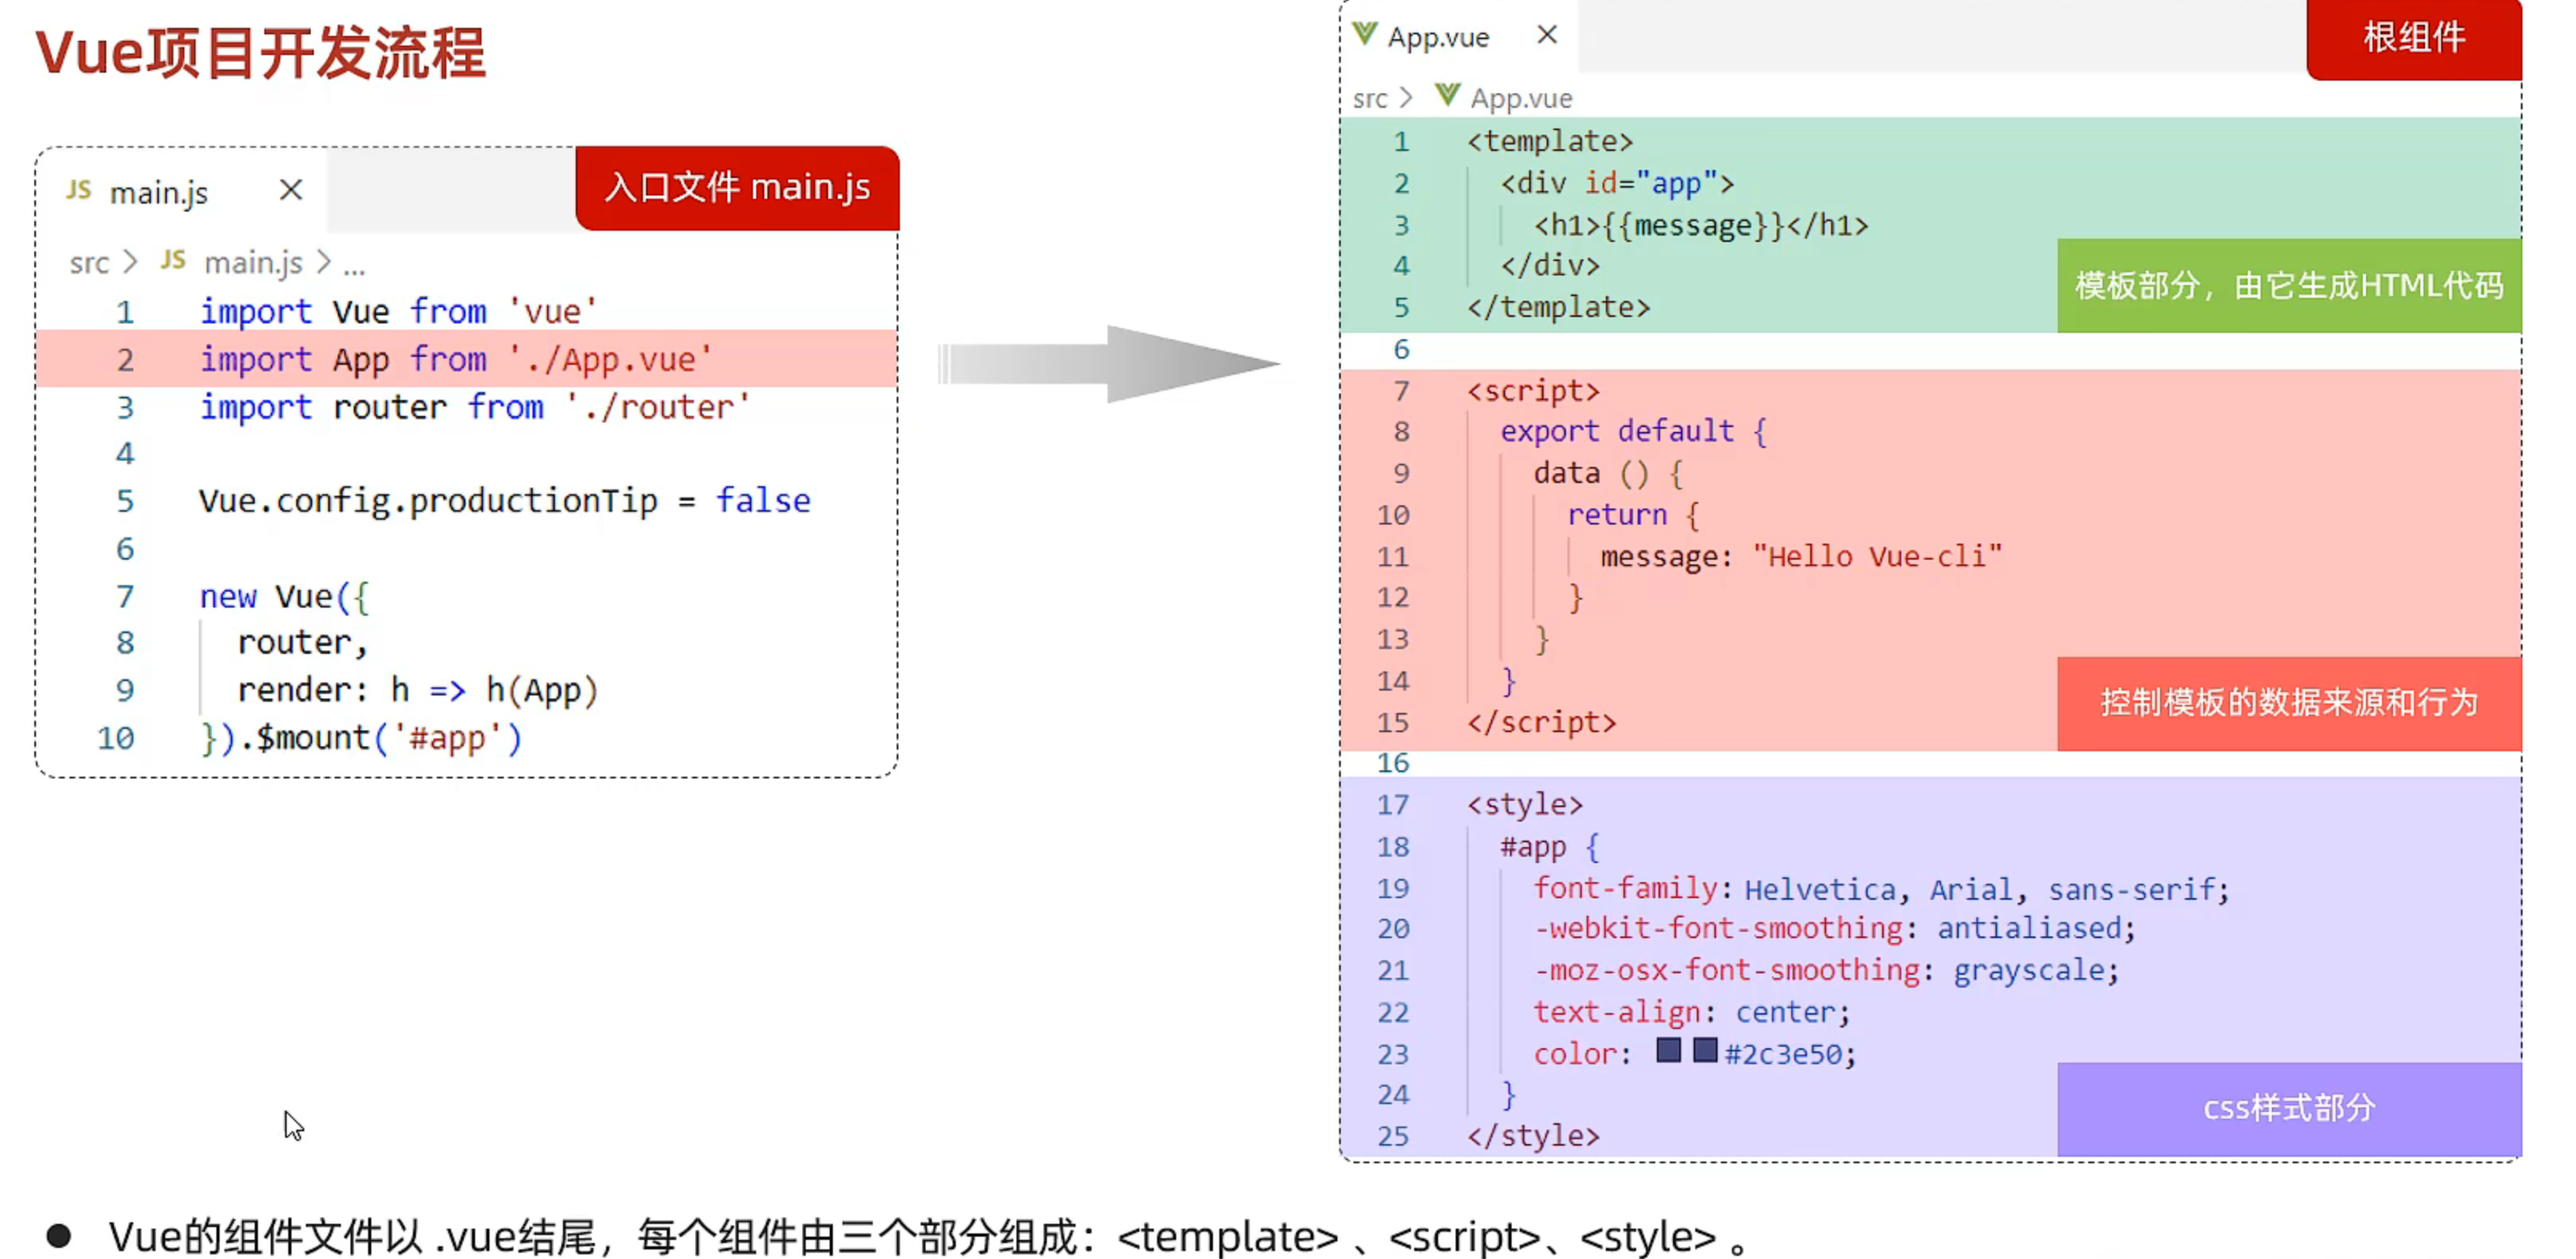 Vue项目开发流程
JS main.js ×
入口文件 main.js
src > JS main.js > ...
1 import Vue from 'vue'
2 import App from './App.vue'
3 import router from './router'
4
5 Vue.config.productionTip = false
6
7 new Vue({
8 router,
9 render: h => h(App)
10 }).$mount('#app')
App.vue ×
根组件
src > App.vue
1 <template>
2 <div id="app">
3 <h1>{{message}}</h1>
4 </div>
5 </template>
模板部分，由它生成HTML代码
6
7 <script>
8 export default {
9 data () {
10 return {
11 message: "Hello Vue-cli"
12 }
13 }
14 }
15 </script>
控制模板的数据来源和行为
16
17 <style>
18 #app {
19 font-family: Helvetica, Arial, sans-serif;
20 -webkit-font-smoothing: antialiased;
21 -moz-osx-font-smoothing: grayscale;
22 text-align: center;
23 color: #2c3e50;
24 }
25 </style>
css样式部分
● Vue的组件文件以 .vue结尾，每个组件由三个部分组成：<template> 、<script>、<style> 。